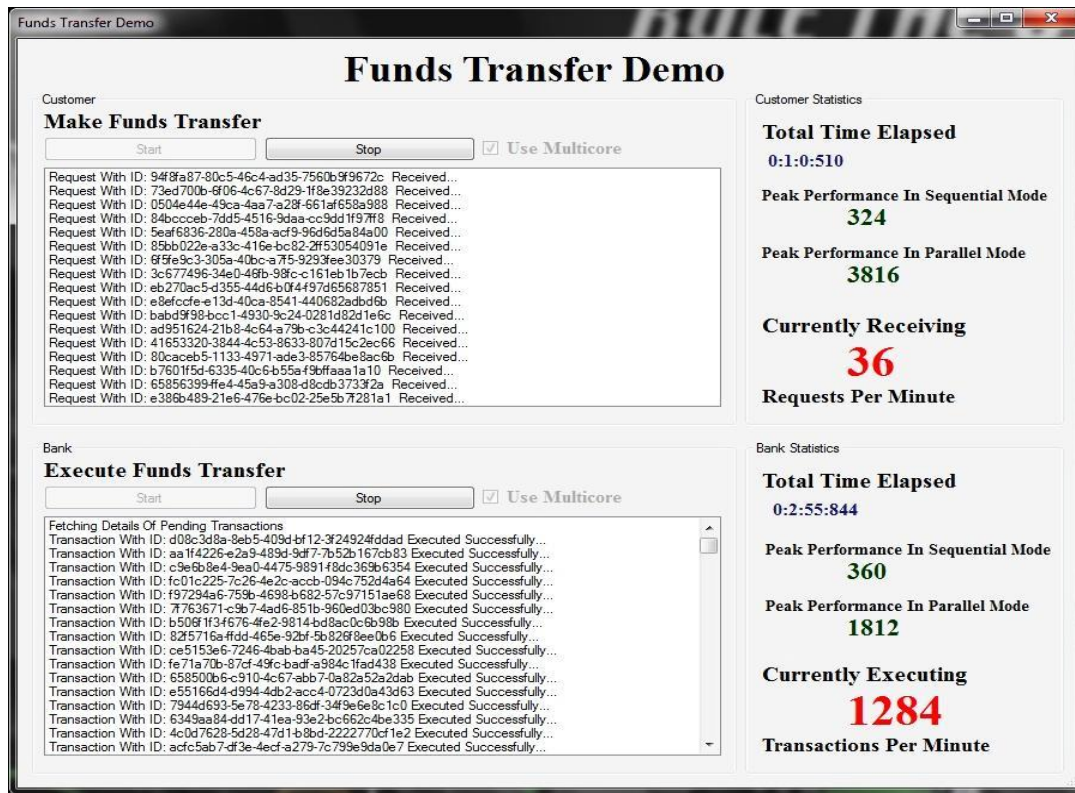 Funds Transfer Demo
Funds Transfer Demo
Customer
Make Funds Transfer
Start
Stop
Use Multicore
Request With ID: 94f8fa87-80c5-46c4-ad35-7560b9f9672c Received...
Request With ID: 73ed700b-6f06-4c67-8d29-1f8e39232d88 Received...
Request With ID: 0504e44e-49ca-4aa7-a28f-661af658a988 Received...
Request With ID: 84bccceb-7dd5-4516-9daa-cc9dd1f97ff8 Received...
Request With ID: 5eaf6836-280a-458a-acf9-96d6d5a84a00 Received...
Request With ID: 85bb022e-a33c-416e-bc82-2ff53054091e Received...
Request With ID: 6f5fe9c3-305a-40bc-a7f5-9293fee30379 Received...
Request With ID: 3c677496-34e0-46fb-98fc-c161eb1b7ecb Received...
Request With ID: eb270ac5-d355-44d6-b0f4-f97d65687851 Received...
Request With ID: e8efccfe-e13d-40ca-8541-440682adbd6b Received...
Request With ID: babd9f98-bcc1-4930-9c24-0281d82d1e6c Received...
Request With ID: ad951624-21b8-4c64-a79b-c3c44241c100 Received...
Request With ID: 41653320-3844-4c53-8633-807d15c2ec66 Received...
Request With ID: 80caceb5-1133-4971-ade3-85764be8ac6b Received...
Request With ID: b7601f5d-6335-40c6-b55a-f9bffaaa1a10 Received...
Request With ID: 65856399-ffe4-45a9-a308-d8cdb3733f2a Received...
Request With ID: e386b489-21e6-476e-bc02-25e5b7f281a1 Received...
Customer Statistics
Total Time Elapsed
0:1:0:510
Peak Performance In Sequential Mode
324
Peak Performance In Parallel Mode
3816
Currently Receiving
36
Requests Per Minute
Bank
Execute Funds Transfer
Start
Stop
Use Multicore
Fetching Details Of Pending Transactions
Transaction With ID: d08c3d8a-8eb5-409d-bf12-3f24924fddad Executed Successfully...
Transaction With ID: aa1f4226-e2a9-489d-9df7-7b52b167cb83 Executed Successfully...
Transaction With ID: c9e6b8e4-9ea0-4475-9891-f8dc369b6354 Executed Successfully...
Transaction With ID: fc01c225-7c26-4e2c-accb-094c752d4a64 Executed Successfully...
Transaction With ID: f97294a6-759b-4698-b682-57c97151ae68 Executed Successfully...
Transaction With ID: 7f763671-c9b7-4ad6-851b-960ed03bc980 Executed Successfully...
Transaction With ID: b506f1f3-f676-4fe2-9814-bd8ac0c6b98b Executed Successfully...
Transaction With ID: 82f5716a-ffdd-465e-92bf-5b826f8ee0b6 Executed Successfully...
Transaction With ID: ce5153e6-7246-4bab-ba45-20257ca02258 Executed Successfully...
Transaction With ID: fe71a70b-87cf-49fc-badf-a984c1fad438 Executed Successfully...
Transaction With ID: 658500b6-c910-4c67-abb7-0a82a52a2dab Executed Successfully...
Transaction With ID: e55166d4-d994-4db2-acc4-0723d0a43d63 Executed Successfully...
Transaction With ID: 7944d693-5e78-4233-86df-34f9e6e8c1c0 Executed Successfully...
Transaction With ID: 6349aa84-dd17-41ea-93e2-bc662c4be335 Executed Successfully...
Transaction With ID: 4c0d7628-5d28-47d1-b8bd-2222770cf1e2 Executed Successfully...
Transaction With ID: acfc5ab7-df3e-4ecf-a279-7c799e9da0e7 Executed Successfully...
Bank Statistics
Total Time Elapsed
0:2:55:844
Peak Performance In Sequential Mode
360
Peak Performance In Parallel Mode
1812
Currently Executing
1284
Transactions Per Minute